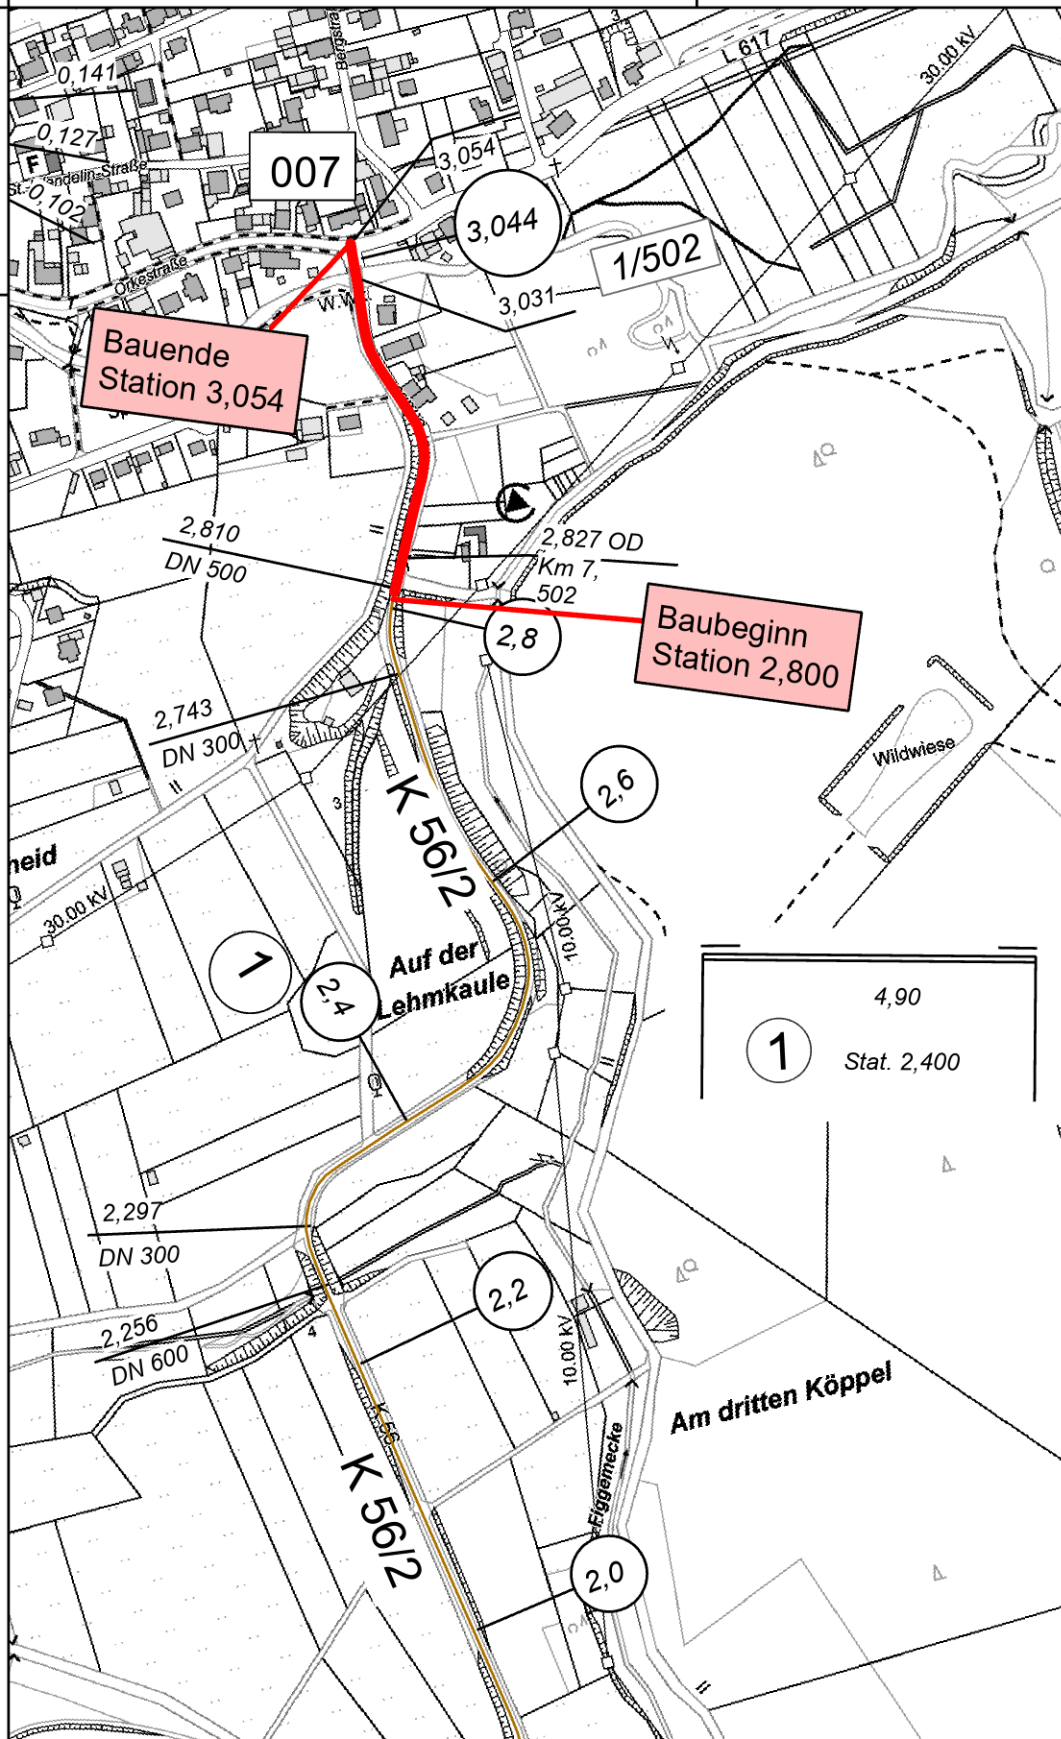 L 617
30.00 kV
3
0,141
0,127
F
0,102
Orkestraße
007
3,054
3,044
1/502
3,031
W.W.
Bauende
Station 3,054
2,810
DN 500
2,827 OD
Km 7,
502
2,8
Baubeginn
Station 2,800
2,743
DN 300
K 56/2
2,6
Wildwiese
3
neid
30.00 kV
10.00 kV
1
Auf der
Lehmkaule
2,4
4,90
1
Stat. 2,400
2,297
DN 300
2,2
2,256
DN 600
4
10.00 kV
Am dritten Köppel
K 56
K 56/2
Figgemecke
2,0